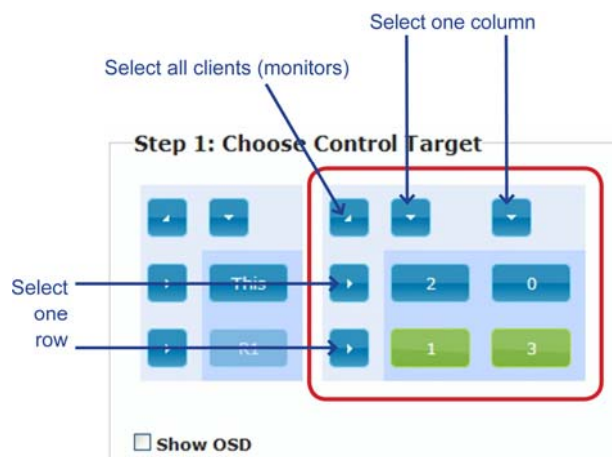 Select one column
Select all clients (monitors)
Step 1: Choose Control Target
Select
one
row
This
2
0
R1
1
3
Show OSD